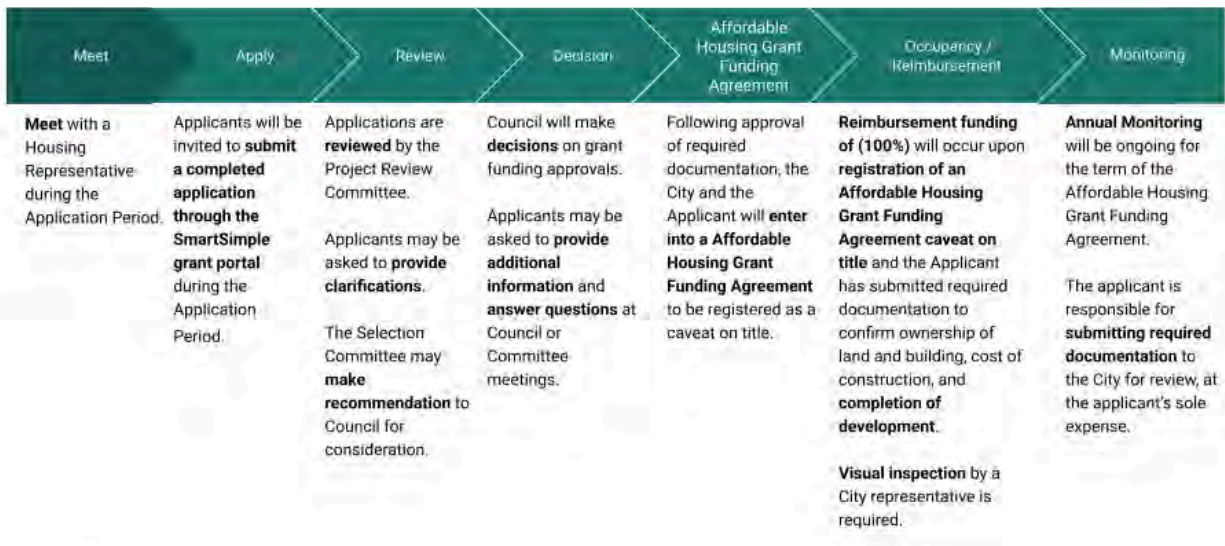 Meet
Apply
Review
Decision
Affordable
Housing Grant
Funding
Agreement
Occupancy /
Reimbursement
Monitoring
Meet with a
Housing
Representative
during the
Application Period.
Applicants will be
invited to submit
a completed
application
through the
SmartSimple
grant portal
during the
Application
Period.
Applications are
reviewed by the
Project Review
Committee.
Applicants may be
asked to provide
clarifications.
The Selection
Committee may
make
recommendation to
Council for
consideration.
Council will make
decisions on grant
funding approvals.
Applicants may be
asked to provide
additional
information and
answer questions at
Council or
Committee
meetings.
Following approval
of required
documentation, the
City and the
Applicant will enter
into a Affordable
Housing Grant
Funding Agreement
to be registered as a
caveat on title.
Reimbursement funding
of (100%) will occur upon
registration of an
Affordable Housing
Grant Funding
Agreement caveat on
title and the Applicant
has submitted required
documentation to
confirm ownership of
land and building, cost of
construction, and
completion of
development.
Visual inspection by a
City representative is
required.
Annual Monitoring
will be ongoing for
the term of the
Affordable Housing
Grant Funding
Agreement.
The applicant is
responsible for
submitting required
documentation to
the City for review, at
the applicant's sole
expense.